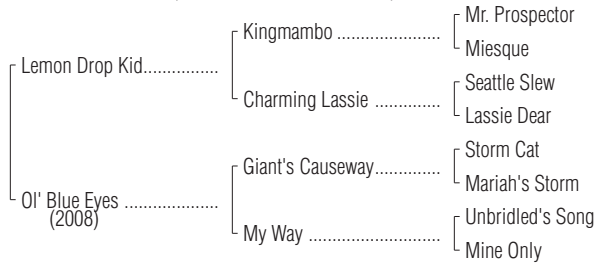 Mr. Prospector
Kingmambo ..................
Miesque
Lemon Drop Kid................
Seattle Slew
Charming Lassie ..............
Lassie Dear
Storm Cat
Giant's Causeway..............
Mariah's Storm
Ol' Blue Eyes ....................
(2008)
Unbridled's Song
My Way ........................
Mine Only